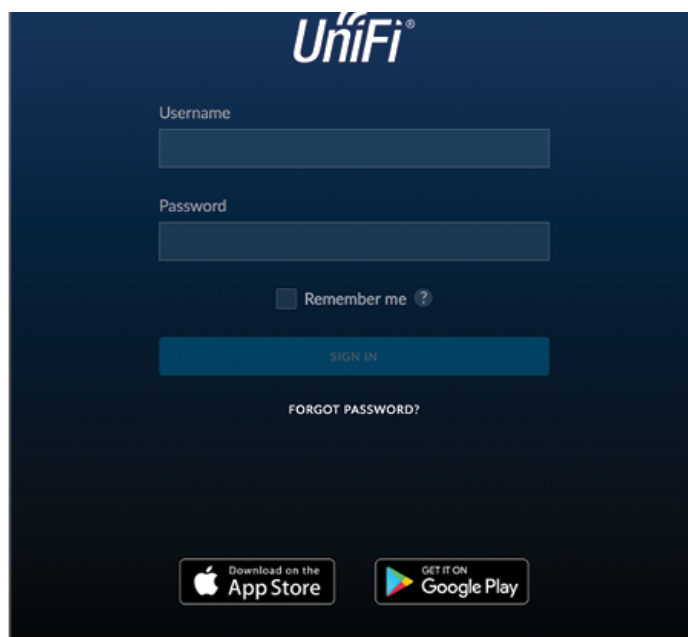 UniFi®
Username
Password
Remember me ?
SIGN IN
FORGOT PASSWORD?
Download on the
App Store
GET IT ON
Google Play